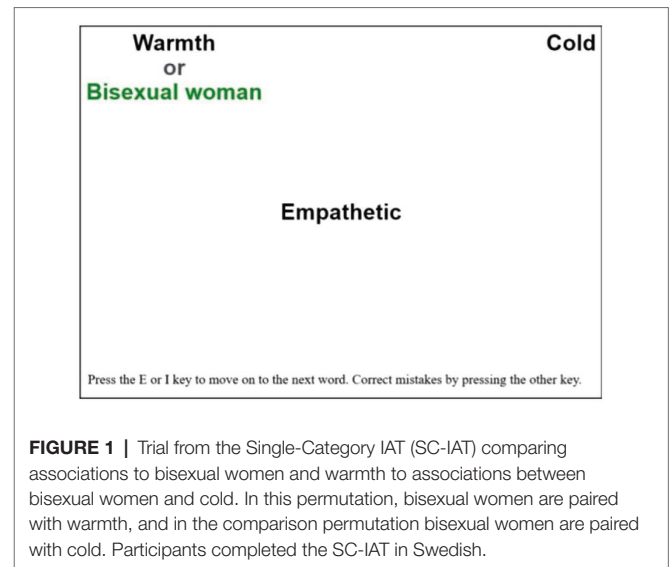 Warmth Cold
or
Bisexual woman
Empathetic
Press the E or I key to move on to the next word. Correct mistakes by pressing the other key.
FIGURE 1 | Trial from the Single-Category IAT (SC-IAT) comparing
associations to bisexual women and warmth to associations between
bisexual women and cold. In this permutation, bisexual women are paired
with warmth, and in the comparison permutation bisexual women are paired
with cold. Participants completed the SC-IAT in Swedish.